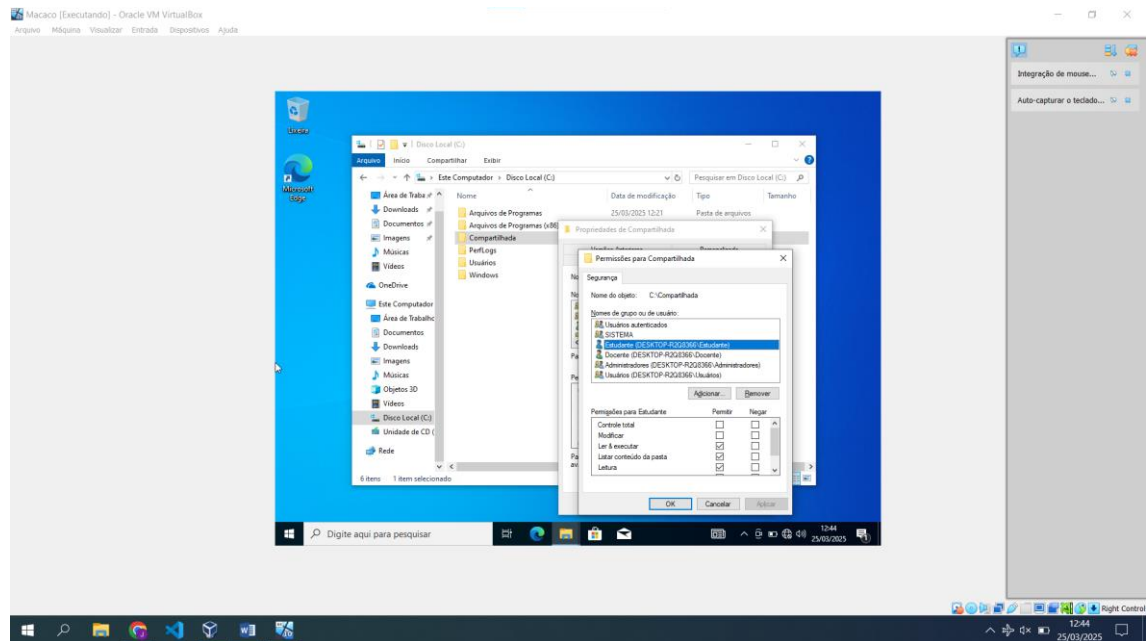 Macaco [Executando] - Oracle VM VirtualBox
Arquivo Máquina Visualizar Entrada Dispositivos Ajuda
Integração de mouse...
Auto-capturar o teclado...
Lixeira
Microsoft Edge
Disco Local (C:)
Arquivo Início Compartilhar Exibir
Este Computador Disco Local (C:) Pesquisar em Disco Local (C:)
Nome Data de modificação Tipo Tamanho
Área de Traba
Downloads
Documentos
Imagens
Músicas
Vídeos
OneDrive
Este Computador
Área de Trabalho
Documentos
Downloads
Imagens
Músicas
Objetos 3D
Vídeos
Disco Local (C:)
Unidade de CD (
Rede
Arquivos de Programas 25/03/2025 12:21 Pasta de arquivos
Arquivos de Programas (x86)
Compartilhada
PerfLogs
Usuários
Windows
6 itens 1 item selecionado
Propriedades de Compartilhada
Permissões para Compartilhada
Segurança
Nome do objeto: C:\Compartilhada
Nomes de grupo ou de usuário:
Usuários autenticados
SISTEMA
Estudante (DESKTOP-R2Q8366\Estudante)
Docente (DESKTOP-R2Q8366\Docente)
Administradores (DESKTOP-R2Q8366\Administradores)
Usuários (DESKTOP-R2Q8366\Usuários)
Adicionar... Remover
Permissões para Estudante Permitir Negar
Controle total
Modificar
Ler & executar
Listar conteúdo da pasta
Leitura
OK Cancelar Aplicar
Digite aqui para pesquisar
12:44
25/03/2025
Right Control
12:44
25/03/2025